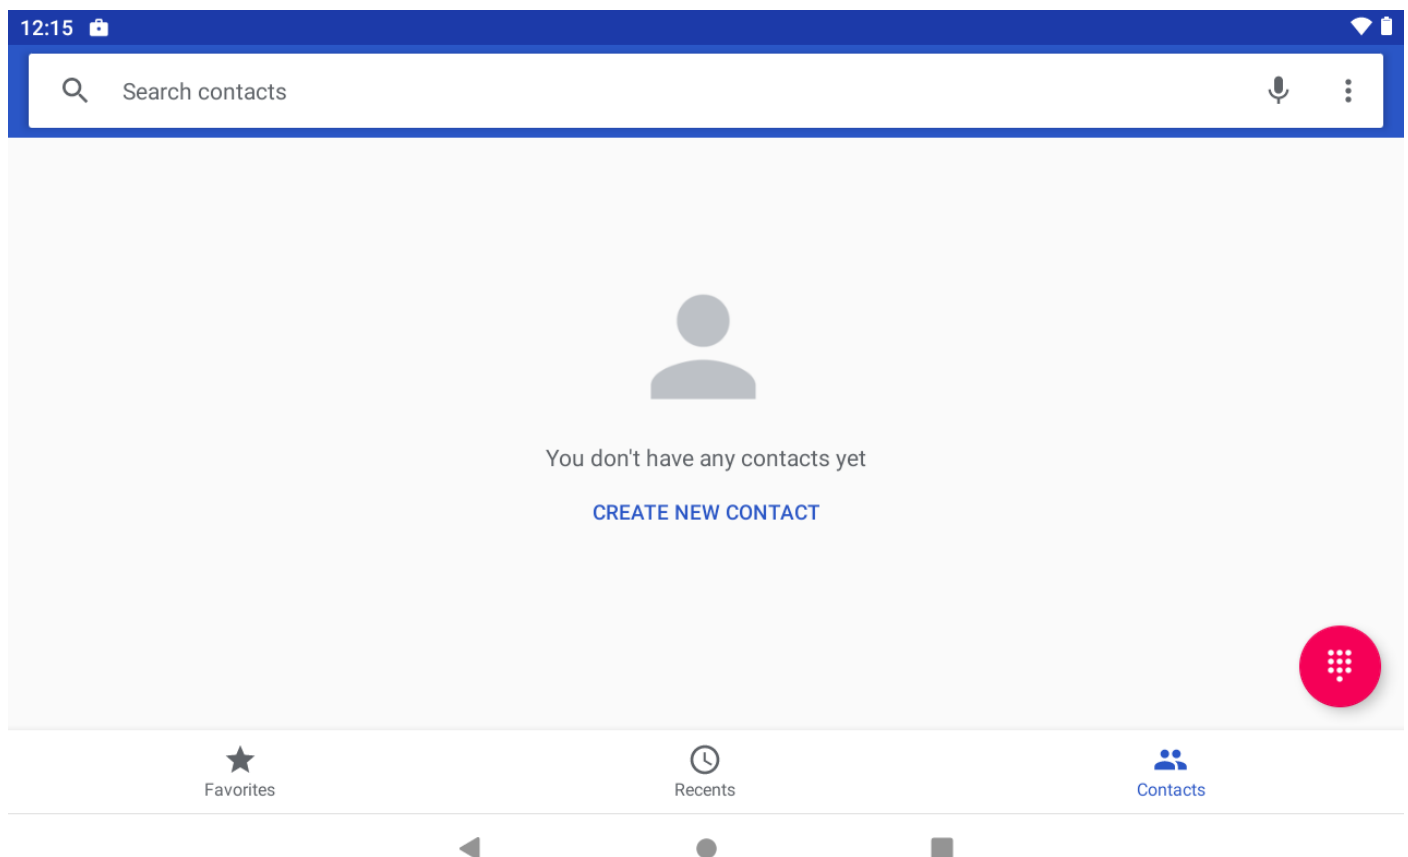 12:15
Search contacts
You don't have any contacts yet
CREATE NEW CONTACT
Favorites
Recents
Contacts